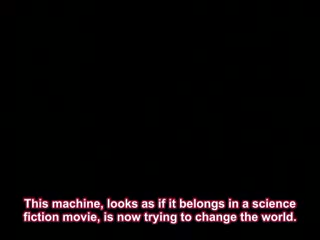 This machine, looks as if it belongs in a science
fiction movie, is now trying to change the world.